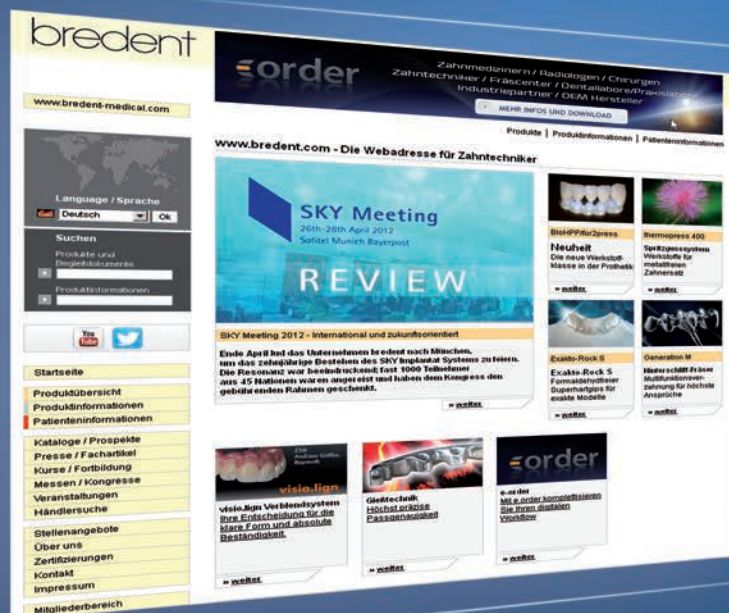 bredent
eorder
Zahnmedizinern / Radiologen / Chirurgen
Zahntechniker / Fräscenter / Dentallabore/Praxislabore
Industriepartner / OEM Hersteller
MEHR INFOS UND DOWNLOAD
www.bredent-medical.com
Produkte | Produktinformationen | Patienteninformationen
www.bredent.com - Die Webadresse für Zahntechniker
Language / Sprache
Deutsch
Ok
Suchen
Produkte und
Begleitdokumente
Produktinformationen
You
Tube
Startseite
Produktübersicht
Produktinformationen
Patienteninformationen
Kataloge / Prospekte
Presse / Fachartikel
Kurse / Fortbildung
Messen / Kongresse
Veranstaltungen
Händlersuche
Stellenangebote
Über uns
Zertifizierungen
Kontakt
Impressum
Mitgliederbereich
SKY Meeting
26th-28th April 2012
Sofitel Munich Bayerpost
REVIEW
SKY Meeting 2012 - International und zukunftsorientiert
Ende April lud das Unternehmen bredent nach München,
um das zehnjährige Bestehen des SKY Implantat Systems zu feiern.
Die Resonanz war beeindruckend: fast 1000 Teilnehmer
aus 45 Nationen waren angereist und haben dem Kongress den
gebührenden Rahmen geschenkt.
» weiter
BioHPP/for2press
Neuheit
Die neue Werkstoff-
klasse in der Prothetik
» weiter
thermopress 400
Spritzgusssystem
Werkstoffe für
metallfreien
Zahnersatz
» weiter
Exakto-Rock S
Exakto-Rock S
Formaldehydfreier
Superhartgips für
exakte Modelle
» weiter
Generation M
Hinterschliff-Fräser
Multifunktionsver-
zahnung für höchste
Ansprüche
» weiter
visio.lign
visio.lign Verblendsystem
Ihre Entscheidung für die
klare Form und absolute
Beständigkeit.
» weiter
Gießtechnik
Höchst präzise
Passgenauigkeit
» weiter
eorder
e-order
Mit e.order komplettisieren
Sie Ihren digitalen
Workflow
» weiter